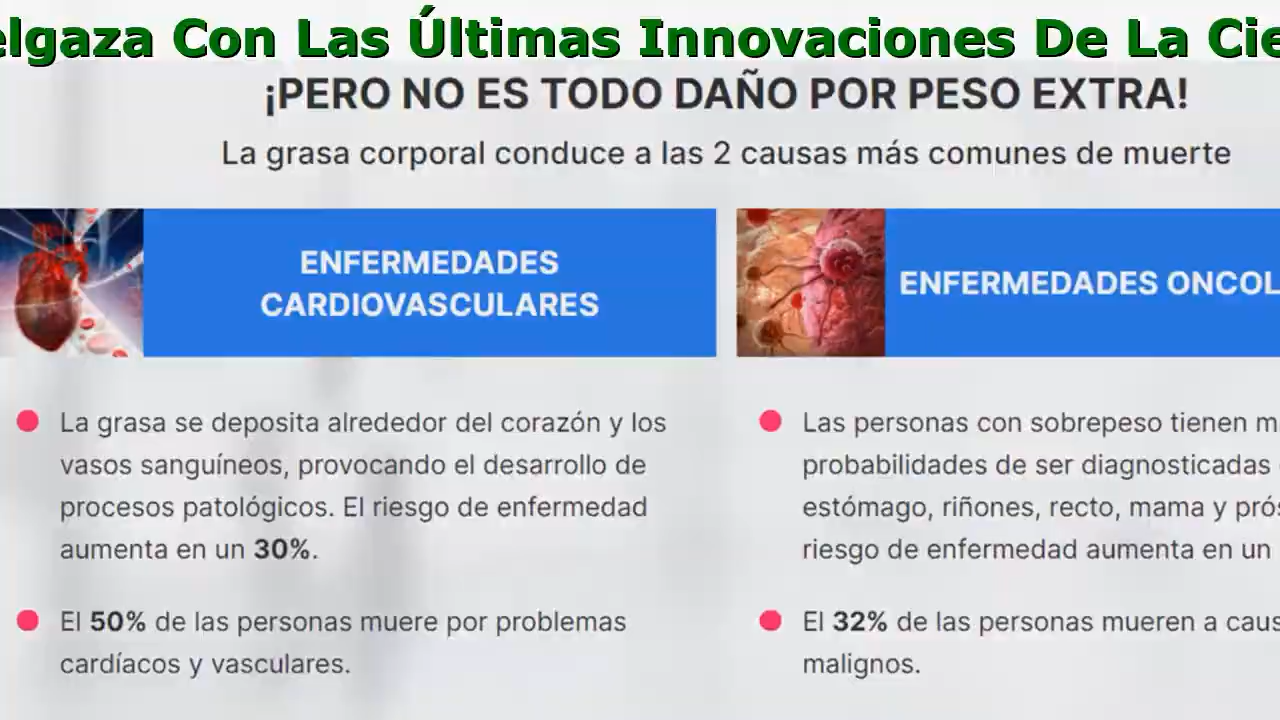 elgaza Con Las Últimas Innovaciones De La Cie
¡PERO NO ES TODO DAÑO POR PESO EXTRA!
La grasa corporal conduce a las 2 causas más comunes de muerte
ENFERMEDADES
CARDIOVASCULARES
La grasa se deposita alrededor del corazón y los
vasos sanguíneos, provocando el desarrollo de
procesos patológicos. El riesgo de enfermedad
aumenta en un 30%.
El 50% de las personas muere por problemas
cardíacos y vasculares.
ENFERMEDADES ONCOL
Las personas con sobrepeso tienen m
probabilidades de ser diagnosticadas
estómago, riñones, recto, mama y prós
riesgo de enfermedad aumenta en un
El 32% de las personas mueren a caus
malignos.